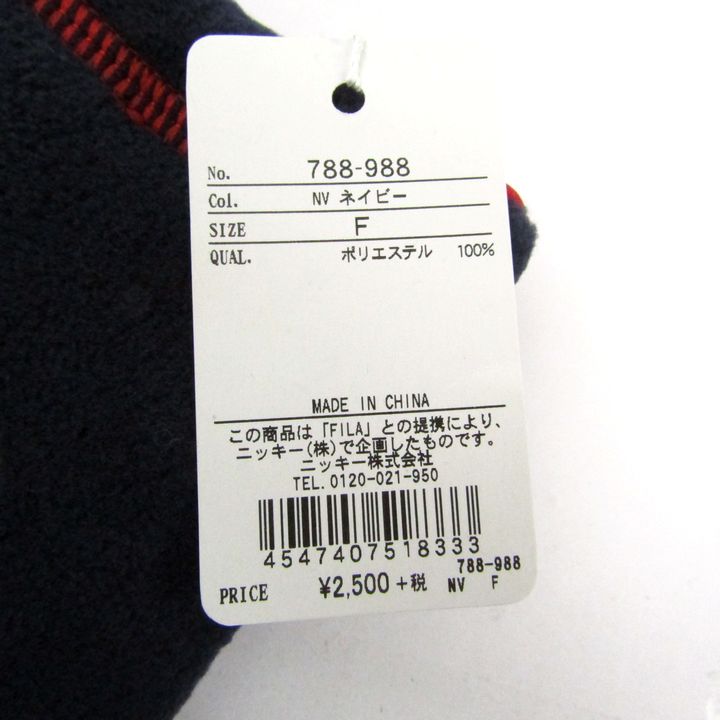 No. 788-988
Col. NV ネイビー
SIZE F
QUAL. ポリエステル 100%
MADE IN CHINA
この商品は「FILA」との提携により、
ニッキー(株)で企画したものです。
ニッキー株式会社
TEL. 0120-021-950
4547407518333
788-988
PRICE ¥2,500 +税 NV F